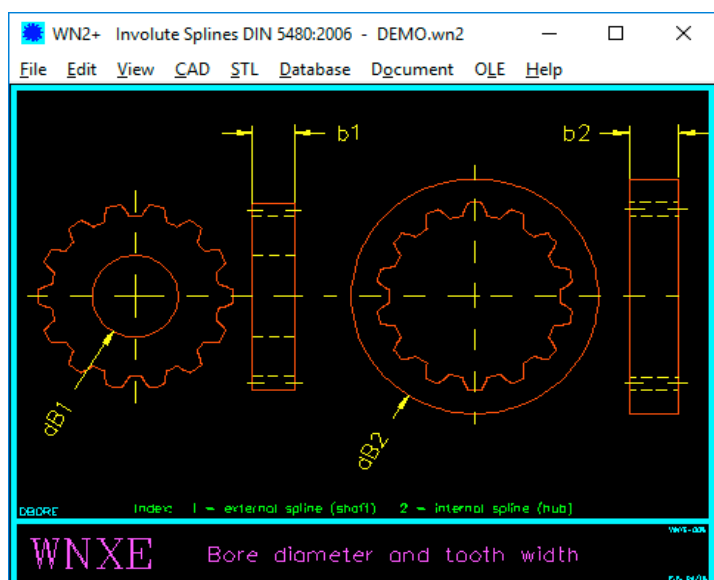 WN2+ Involute Splines DIN 5480:2006 - DEMO.wn2
File Edit View CAD STL Database Document OLE Help
b1 b2
dB1
dB2
DBORE Index: 1 - external spline (shaft) 2 - internal spline (hub)
WNXE Bore diameter and tooth width